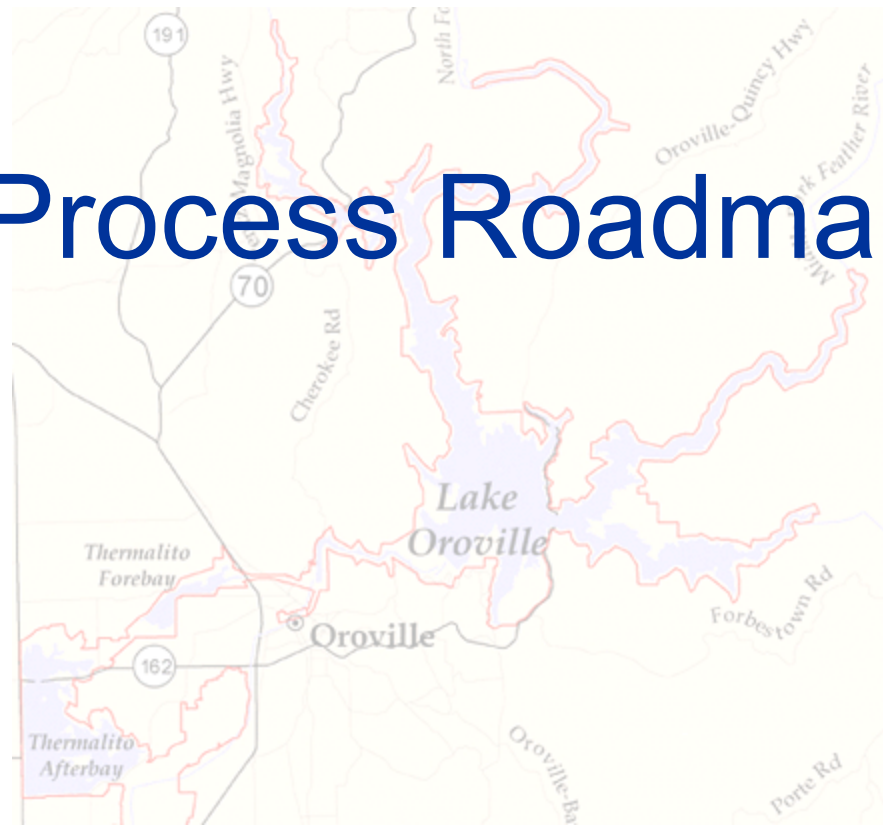 191
North Fo
Magnolia Hwy
Oroville-Quincy Hwy
Process Roadma
Feather River
70
Cherokee Rd
Lake
Oroville
Thermalito
Forebay
Forbestown Rd
Oroville
162
Thermalito
Afterbay
Oroville-Ba
Porte Rd